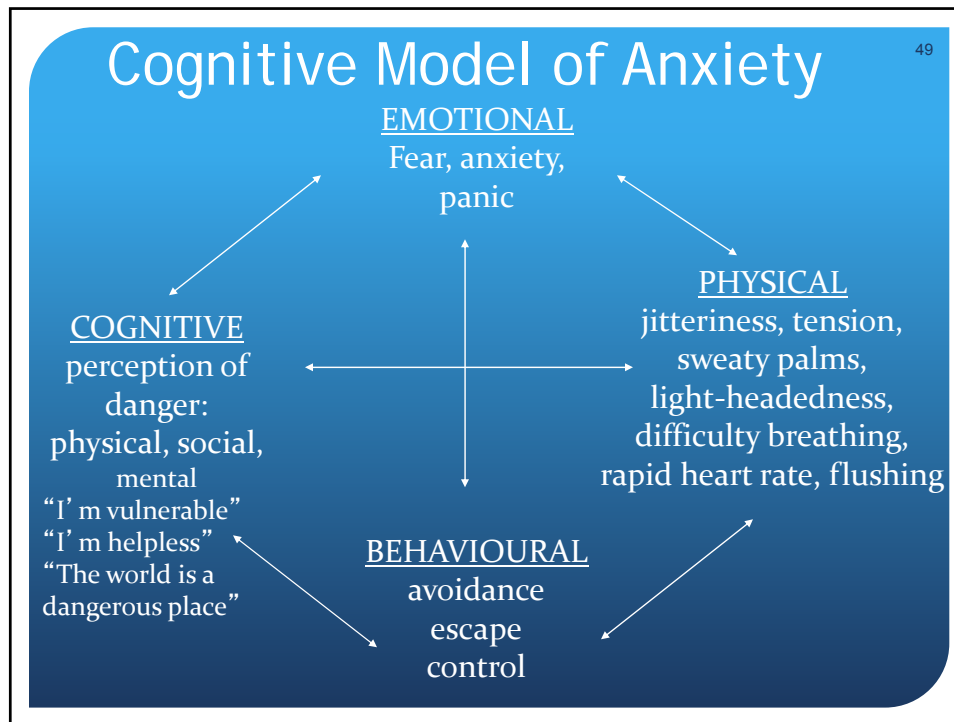 Cognitive Model of Anxiety
49
EMOTIONAL
Fear, anxiety,
panic
COGNITIVE
perception of
danger:
physical, social,
mental
“I’ m vulnerable”
“I’ m helpless”
“The world is a
dangerous place”
PHYSICAL
jitteriness, tension,
sweaty palms,
light-headedness,
difficulty breathing,
rapid heart rate, flushing
BEHAVIOURAL
avoidance
escape
control